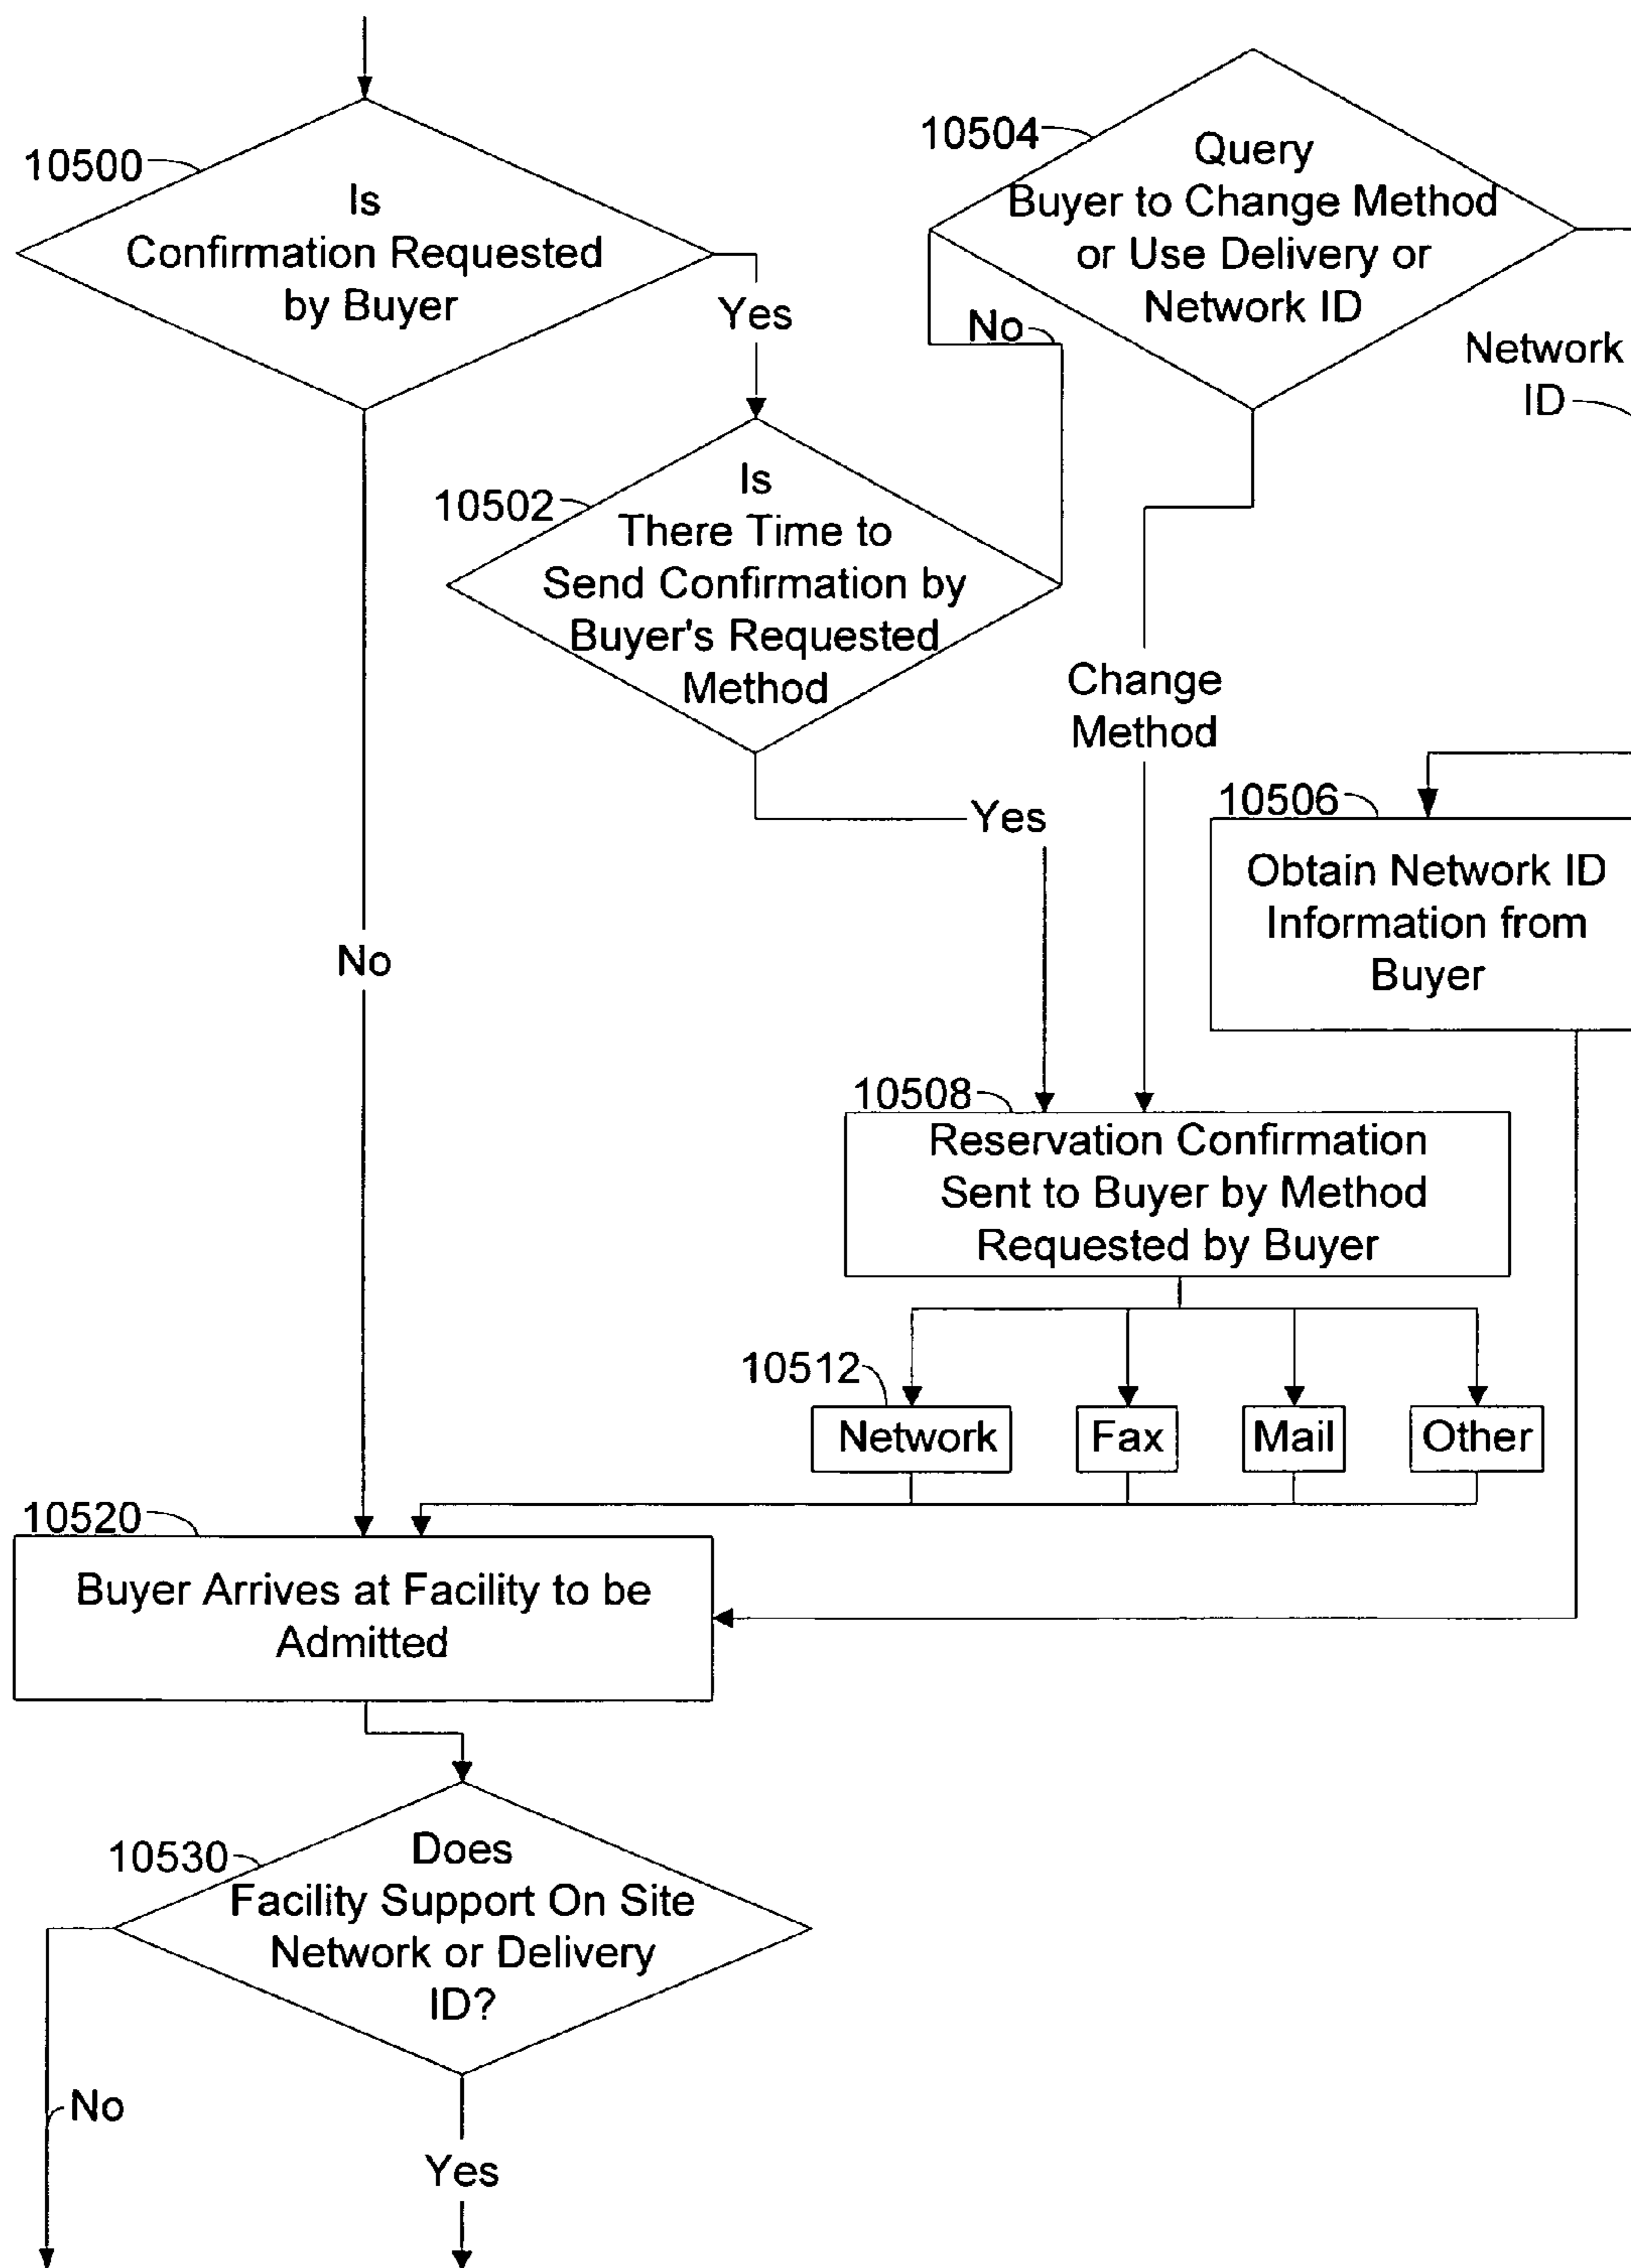 10500
Is
Confirmation Requested
by Buyer
Yes
10504
Query
Buyer to Change Method
or Use Delivery or
Network ID
No
Network
ID
10502
Is
There Time to
Send Confirmation by
Buyer's Requested
Method
Change
Method
Yes
10506
Obtain Network ID
Information from
Buyer
No
10508
Reservation Confirmation
Sent to Buyer by Method
Requested by Buyer
10512
Network
Fax
Mail
Other
10520
Buyer Arrives at Facility to be
Admitted
10530
Does
Facility Support On Site
Network or Delivery
ID?
No
Yes